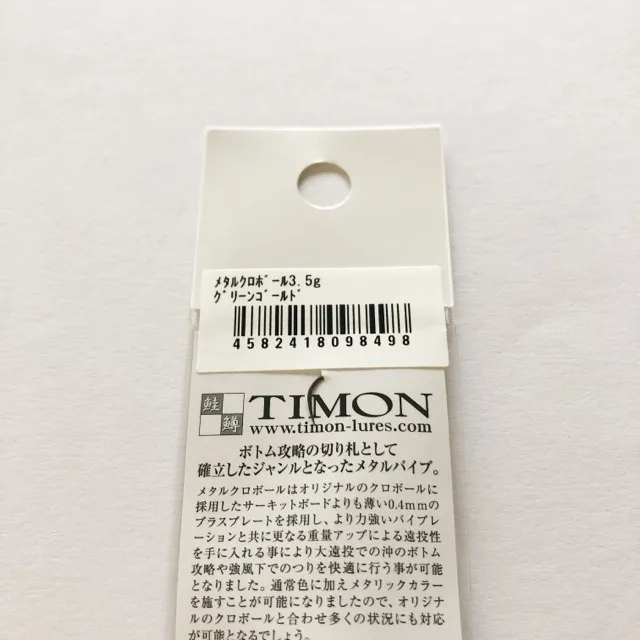 ﾒﾀﾙｸﾛﾎﾞｰﾙ3.5g
ｸﾞﾘｰﾝｺﾞｰﾙﾄﾞ
4582418098498
鮭
鱒
TIMON
www.timon-lures.com
ボトム攻略の切り札として
確立したジャンルとなったメタルバイブ。
メタルクロボールはオリジナルのクロボールに
採用したサーキットボードよりも薄い0.4mmの
ブラスプレートを採用し、より力強いバイブレ
ーションと共に更なる重量アップによる遠投性
を手に入れる事により大遠投での沖のボトム
攻略や強風下でのつりを快適に行う事が可能
となりました。通常色に加えメタリックカラー
を施すことが可能になりましたので、オリジナ
ルのクロボールと合わせ多くの状況にも対応
が可能となるでしょう。